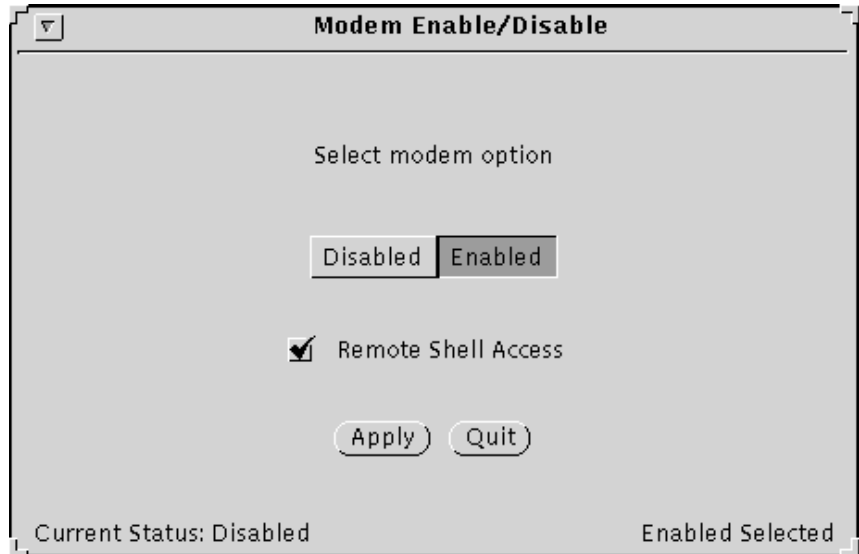 Modem Enable/Disable
Select modem option
Disabled Enabled
Remote Shell Access
Apply Quit
Current Status: Disabled Enabled Selected